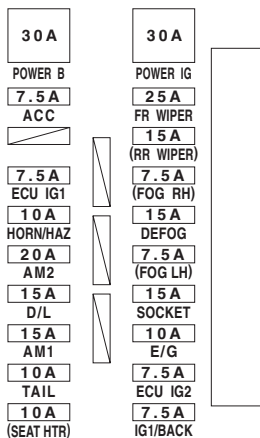 30A
POWER B
7.5A
ACC
7.5A
ECU IG1
10A
HORN/HAZ
20A
AM2
15A
D/L
15A
AM1
10A
TAIL
10A
(SEAT HTR)
30A
POWER IG
25A
FR WIPER
15A
(RR WIPER)
7.5A
(FOG RH)
15A
DEFOG
7.5A
(FOG LH)
15A
SOCKET
10A
E/G
7.5A
ECU IG2
7.5A
IG1/BACK